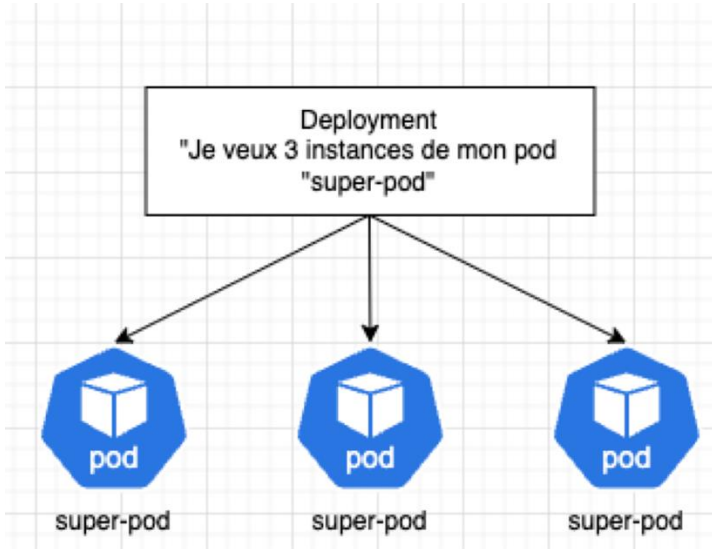 Deployment
"Je veux 3 instances de mon pod
"super-pod"
pod
pod
pod
super-pod
super-pod
super-pod